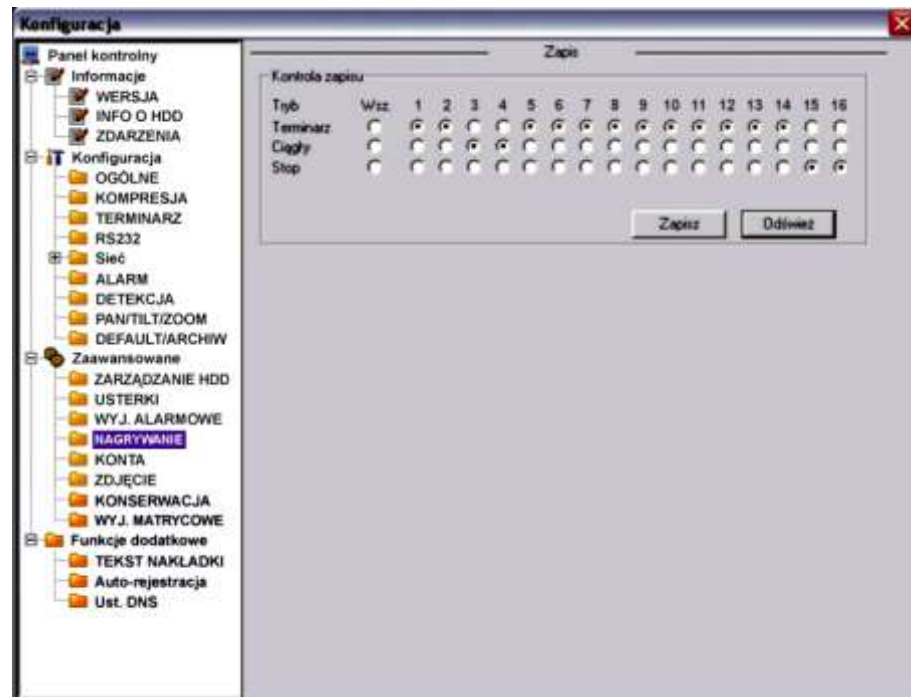 Konfiguracja
Panel kontrolny
Informacje
WERSJA
INFO O HDD
ZDARZENIA
Konfiguracja
OGÓLNE
KOMPRESJA
TERMINARZ
RS232
Sieć
ALARM
DETEKCJA
PAN/TILT/ZOOM
DEFAULT/ARCHIW
Zaawansowane
ZARZĄDZANIE HDD
USTERKI
WYJ. ALARMOWE
NAGRYWANIE
KONTA
ZDJĘCIE
KONSERWACJA
WYJ. MATRYCOWE
Funkcje dodatkowe
TEKST NAKŁADKI
Auto-rejestracja
Ust. DNS
Zapis
Kontrola zapisu
Tryb Wsz. 1 2 3 4 5 6 7 8 9 10 11 12 13 14 15 16
Terminarz
Ciągły
Stop
Zapisz Odśwież